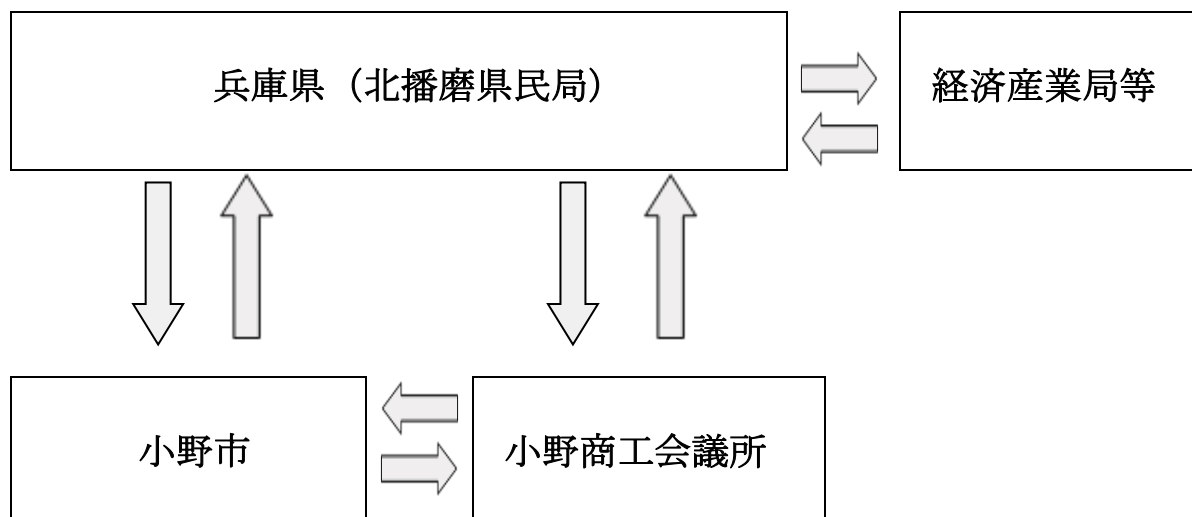 兵庫県（北播磨県民局）
経済産業局等
小野市
小野商工会議所